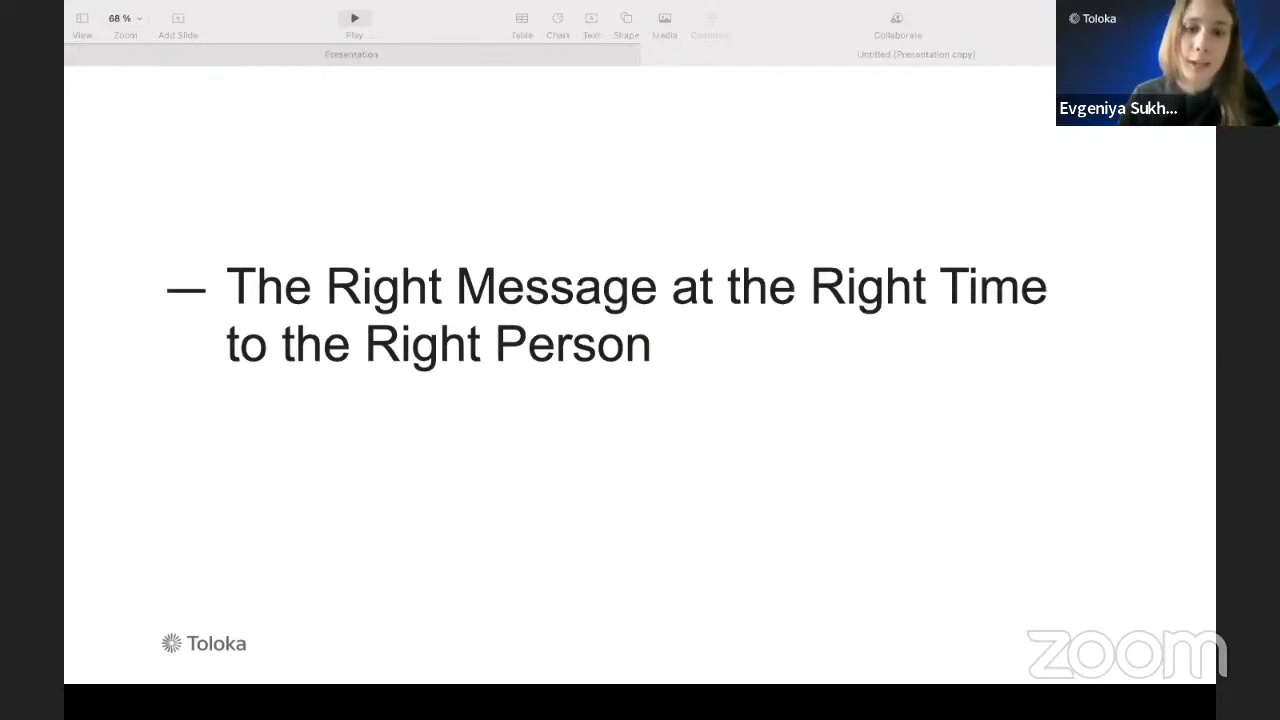 68 %
View
Zoom
Add Slide
Play
Table
Chart
Text
Shape
Media
Comment
Collaborate
Presentation
Untitled (Presentation copy)
Toloka
Evgeniya Sukh...
— The Right Message at the Right Time
to the Right Person
Toloka
zoom